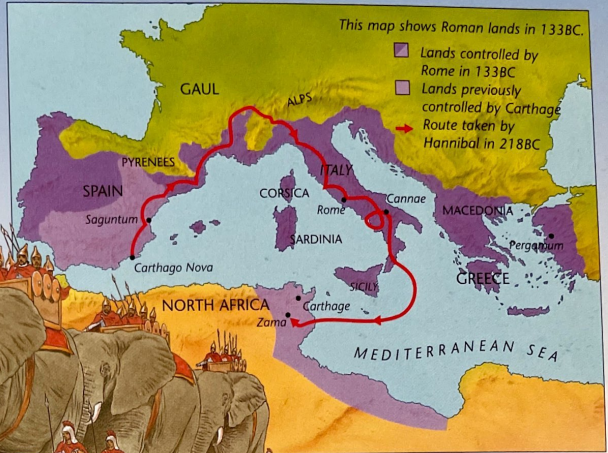 This map shows Roman lands in 133BC.
Lands controlled by
Rome in 133BC
Lands previously
controlled by Carthage
Route taken by
Hannibal in 218BC
GAUL
ALPS
PYRENEES
ITALY
SPAIN
CORSICA
Cannae
Rome
MACEDONIA
Saguntum
SARDINIA
Pergamum
Carthago Nova
GREECE
SICILY
NORTH AFRICA
Carthage
Zama
MEDITERRANEAN SEA